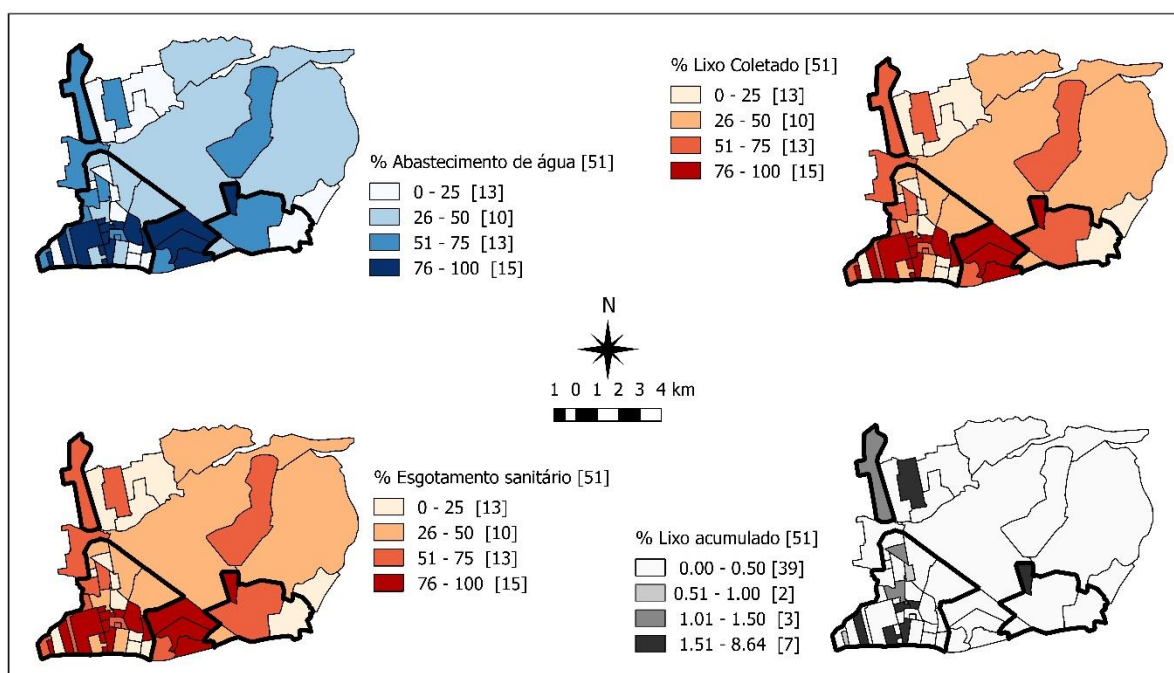 % Abastecimento de água [51]
0 - 25 [13]
26 - 50 [10]
51 - 75 [13]
76 - 100 [15]
% Lixo Coletado [51]
0 - 25 [13]
26 - 50 [10]
51 - 75 [13]
76 - 100 [15]
N
1 0 1 2 3 4 km
% Esgotamento sanitário [51]
0 - 25 [13]
26 - 50 [10]
51 - 75 [13]
76 - 100 [15]
% Lixo acumulado [51]
0.00 - 0.50 [39]
0.51 - 1.00 [2]
1.01 - 1.50 [3]
1.51 - 8.64 [7]